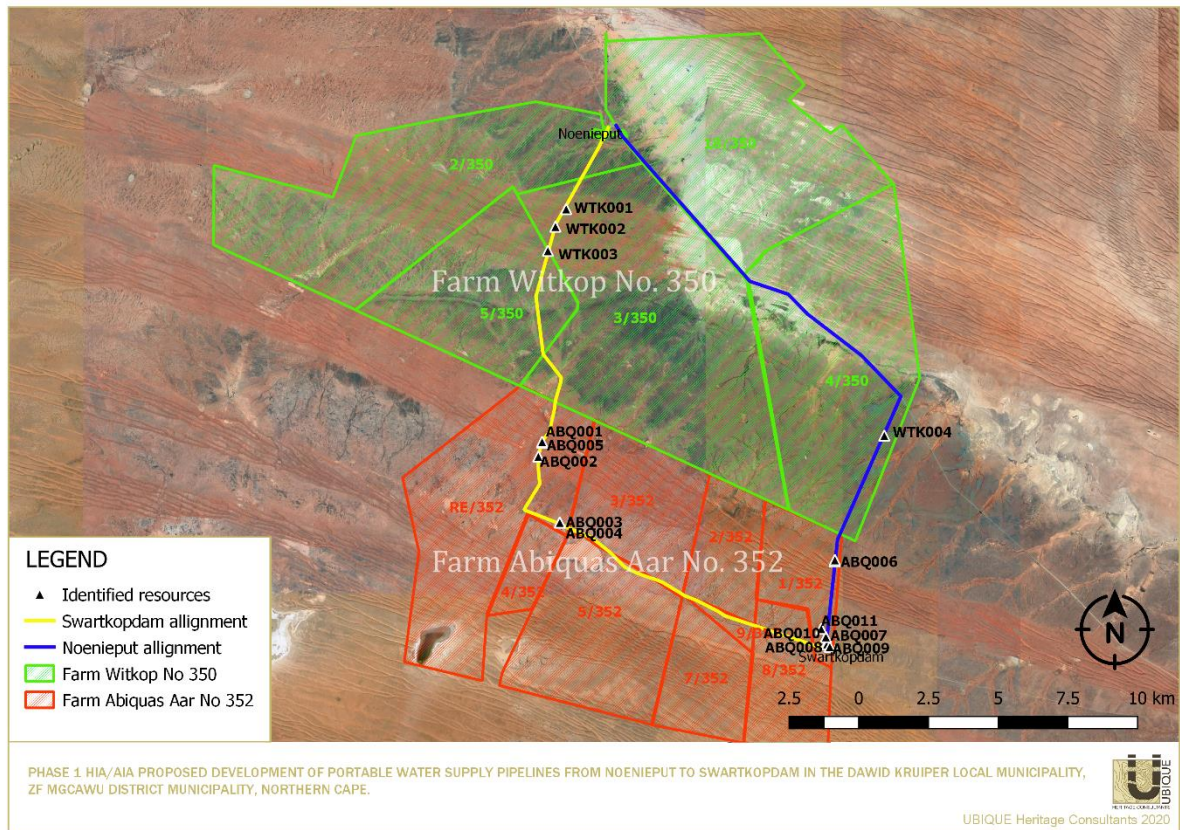 Noenieput
2/350
WTK001
WTK002
WTK003
Farm Witkop No. 350
5/350
3/350
4/350
WTK004
ABQ001
ABQ005
ABQ002
RE/352
3/352
ABQ003
ABQ004
2/352
Farm Abiquas Aar No. 352
ABQ006
4/352
1/352
5/352
ABQ011
ABQ010
ABQ007
ABQ008
ABQ009
Swartkopdam
7/352
8/352
LEGEND
Identified resources
Swartkopdam allignment
Noenieput allignment
Farm Witkop No 350
Farm Abiquas Aar No 352
N
2.5 0 2.5 5 7.5 10 km
PHASE 1 HIA/AIA PROPOSED DEVELOPMENT OF PORTABLE WATER SUPPLY PIPELINES FROM NOENIEPUT TO SWARTKOPDAM IN THE DAWID KRUIPER LOCAL MUNICIPALITY,
ZF MGCAWU DISTRICT MUNICIPALITY, NORTHERN CAPE.
UBIQUE
HERITAGE CONSULTANTS
UBIQUE Heritage Consultants 2020